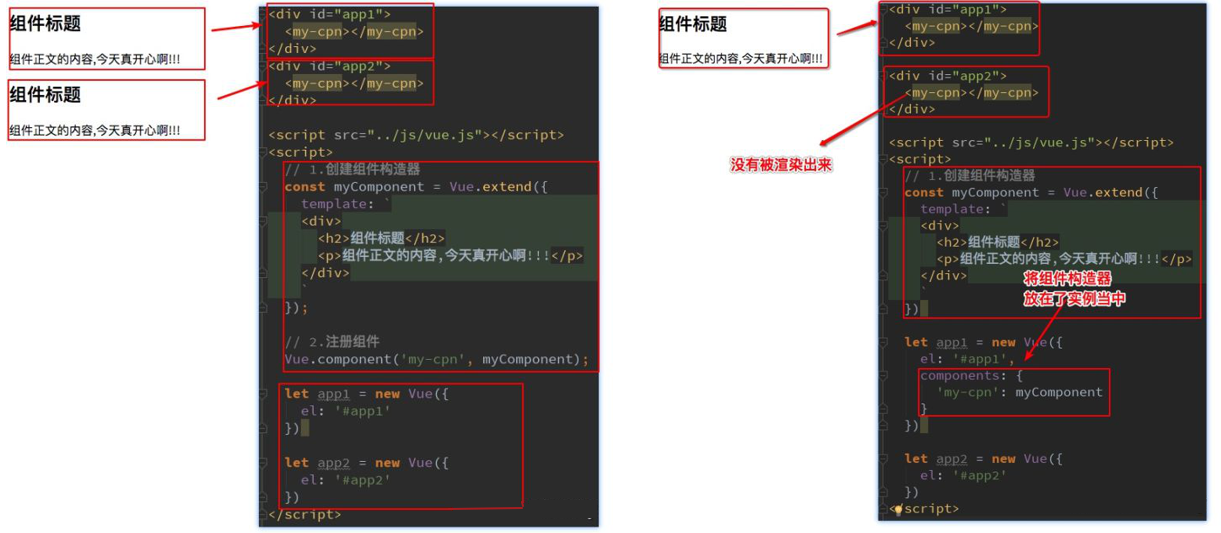 组件标题
组件正文的内容,今天真开心啊!!!
组件标题
组件正文的内容,今天真开心啊!!!
<div id="app1">
<my-cpn></my-cpn>
</div>
<div id="app2">
<my-cpn></my-cpn>
</div>
<script src="../js/vue.js"></script>
<script>
// 1.创建组件构造器
const myComponent = Vue.extend({
template: `
<div>
<h2>组件标题</h2>
<p>组件正文的内容,今天真开心啊!!!</p>
</div>
`
});
// 2.注册组件
Vue.component('my-cpn', myComponent);
let app1 = new Vue({
el: '#app1'
})
let app2 = new Vue({
el: '#app2'
})
</script>
组件标题
组件正文的内容,今天真开心啊!!!
<div id="app1">
<my-cpn></my-cpn>
</div>
<div id="app2">
<my-cpn></my-cpn>
</div>
没有被渲染出来
<script src="../js/vue.js"></script>
<script>
// 1.创建组件构造器
const myComponent = Vue.extend({
template: `
<div>
<h2>组件标题</h2>
<p>组件正文的内容,今天真开心啊!!!</p>
</div>
`
})
将组件构造器
放在了实例当中
let app1 = new Vue({
el: '#app1',
components: {
'my-cpn': myComponent
}
})
let app2 = new Vue({
el: '#app2'
})
</script>